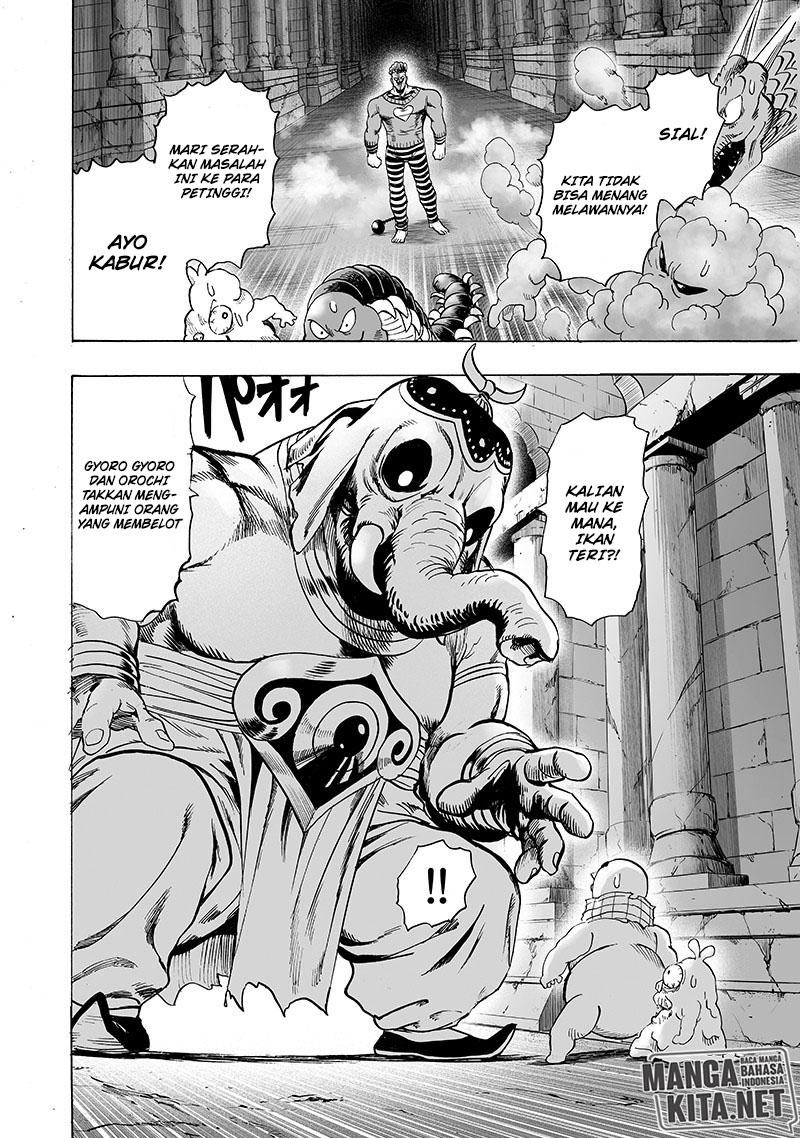 SIAL!
KITA TIDAK
BISA MENANG
MELAWANNYA!
MARI SERAH-
KAN MASALAH
INI KE PARA
PETINGGI!
AYO
KABUR!
パオオ
KALIAN
MAU KE
MANA,
IKAN
TERI?!
GYORO GYORO
DAN OROCHI
TAKKAN MENG-
AMPUNI ORANG
YANG MEMBELOT
!!
MANGA
BACA MANGA
BAHASA
INDONESIA
KITA.NET